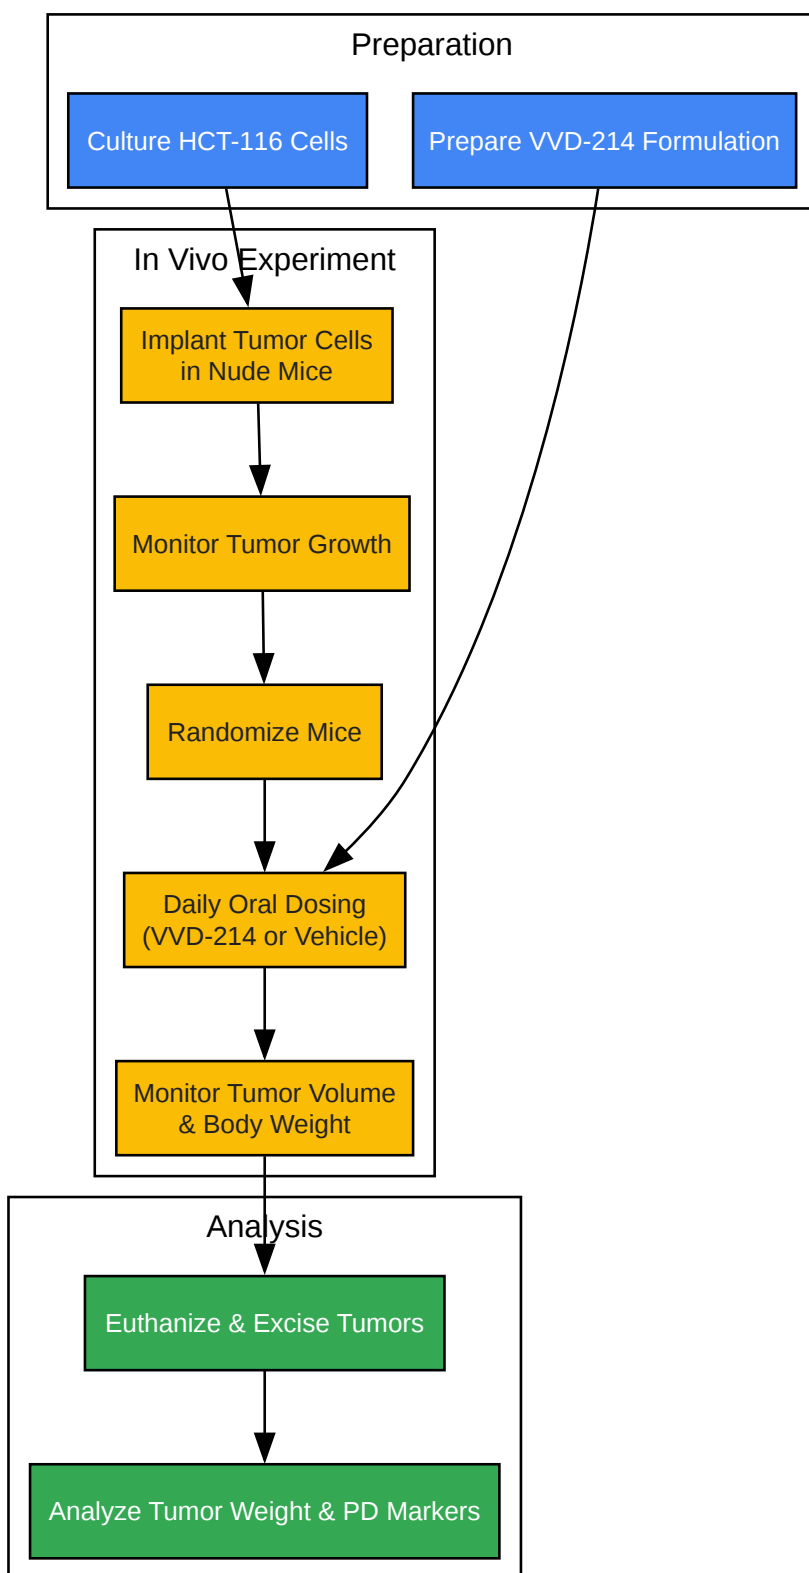 Preparation
Culture HCT-116 Cells
Prepare VVD-214 Formulation
In Vivo Experiment
Implant Tumor Cells
in Nude Mice
Monitor Tumor Growth
Randomize Mice
Daily Oral Dosing
(VVD-214 or Vehicle)
Monitor Tumor Volume
& Body Weight
Analysis
Euthanize & Excise Tumors
Analyze Tumor Weight & PD Markers